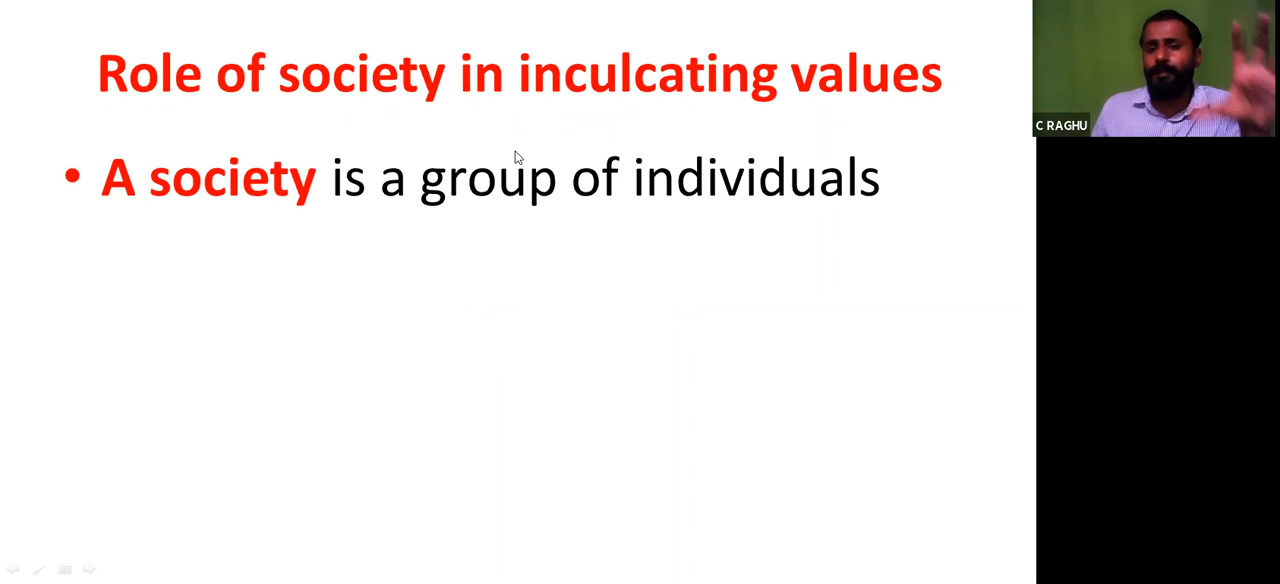 Role of society in inculcating values
• A society is a group of individuals
C RAGHU